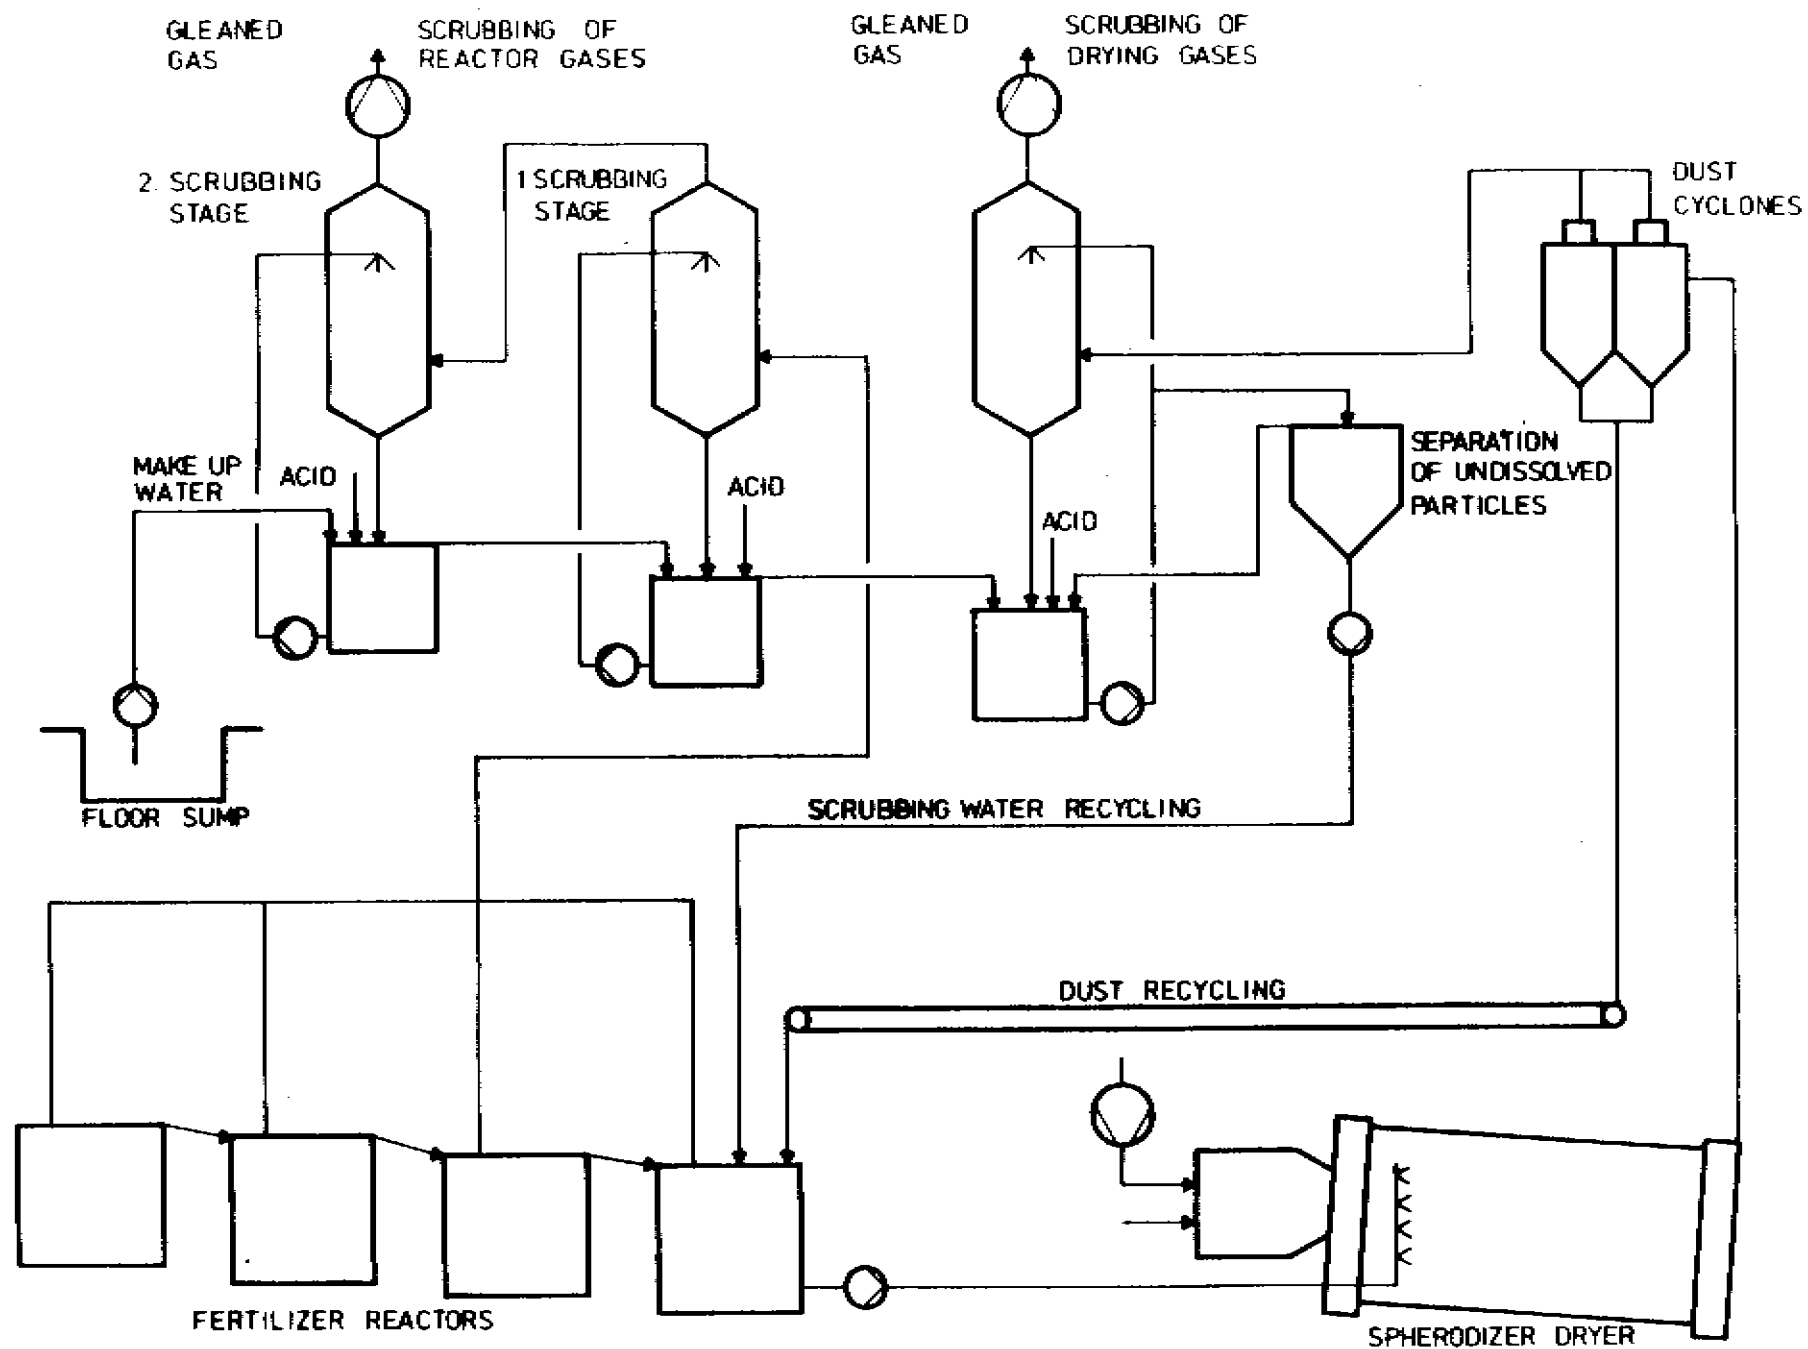 GLEANED
GAS
SCRUBBING OF
REACTOR GASES
GLEANED
GAS
SCRUBBING OF
DRYING GASES
2. SCRUBBING
STAGE
1 SCRUBBING
STAGE
DUST
CYCLONES
MAKE UP
WATER
ACID
ACID
ACID
SEPARATION
OF UNDISSOLVED
PARTICLES
FLOOR SUMP
SCRUBBING WATER RECYCLING
DUST RECYCLING
FERTILIZER REACTORS
SPHERODIZER DRYER